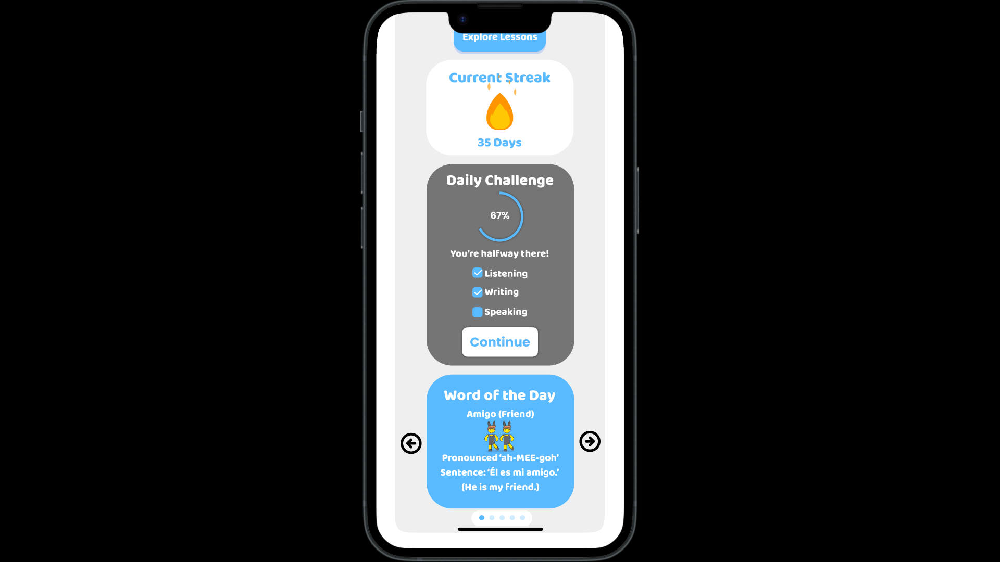 Explore Lessons
Current Streak
35 Days
Daily Challenge
67%
You're halfway there!
Listening
Writing
Speaking
Continue
Word of the Day
Amigo (Friend)
Pronounced ‘ah-MEE-goh’
Sentence: ‘Él es mi amigo.’
(He is my friend.)